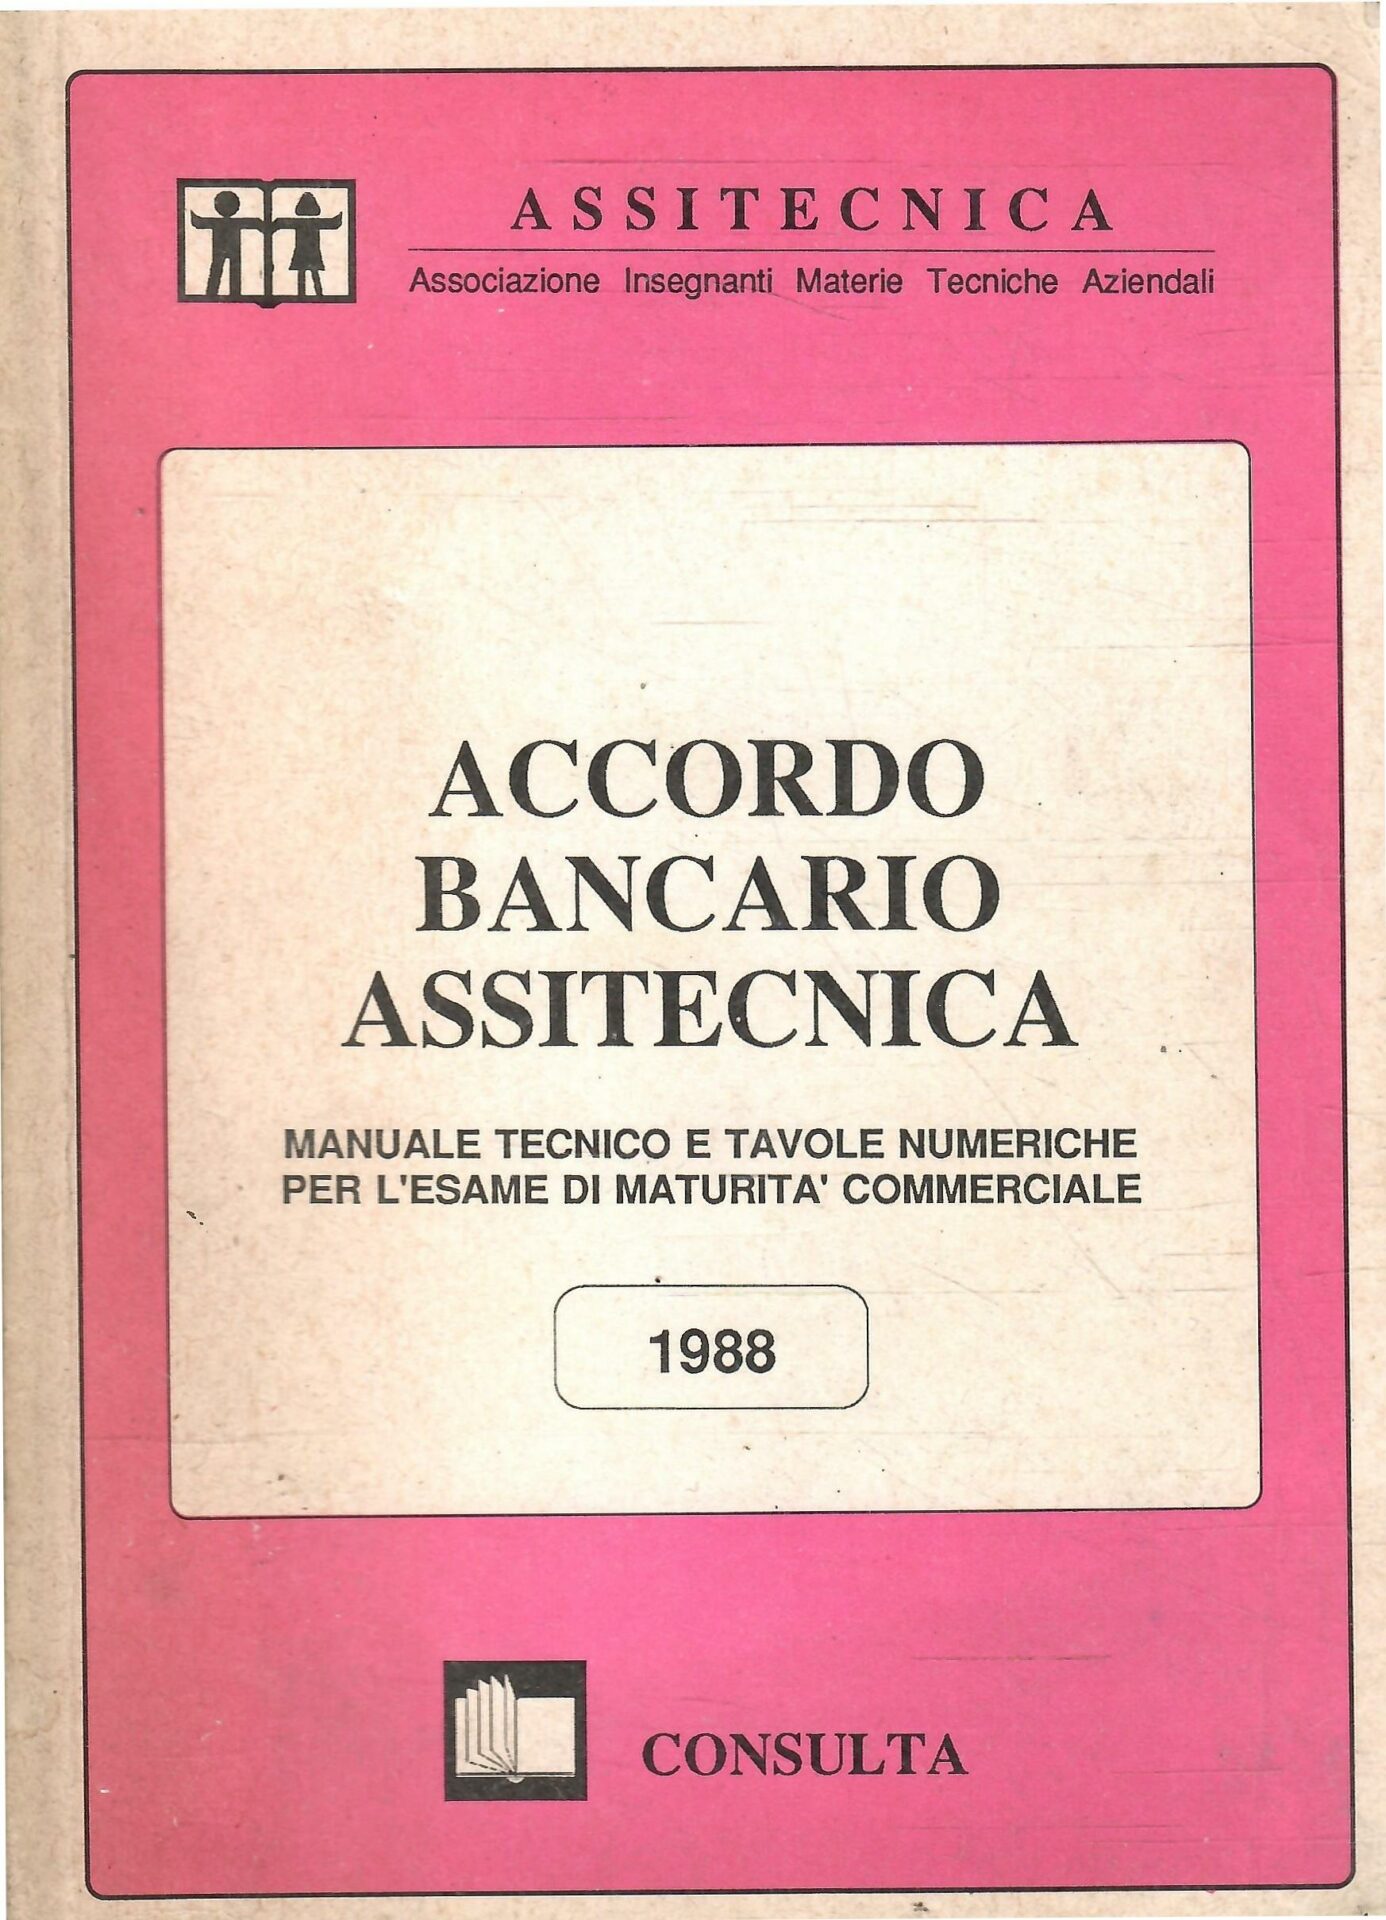 ASSITECNICA
Associazione Insegnanti Materie Tecniche Aziendali
ACCORDO
BANCARIO
ASSITECNICA
MANUALE TECNICO E TAVOLE NUMERICHE
PER L'ESAME DI MATURITA' COMMERCIALE
1988
CONSULTA